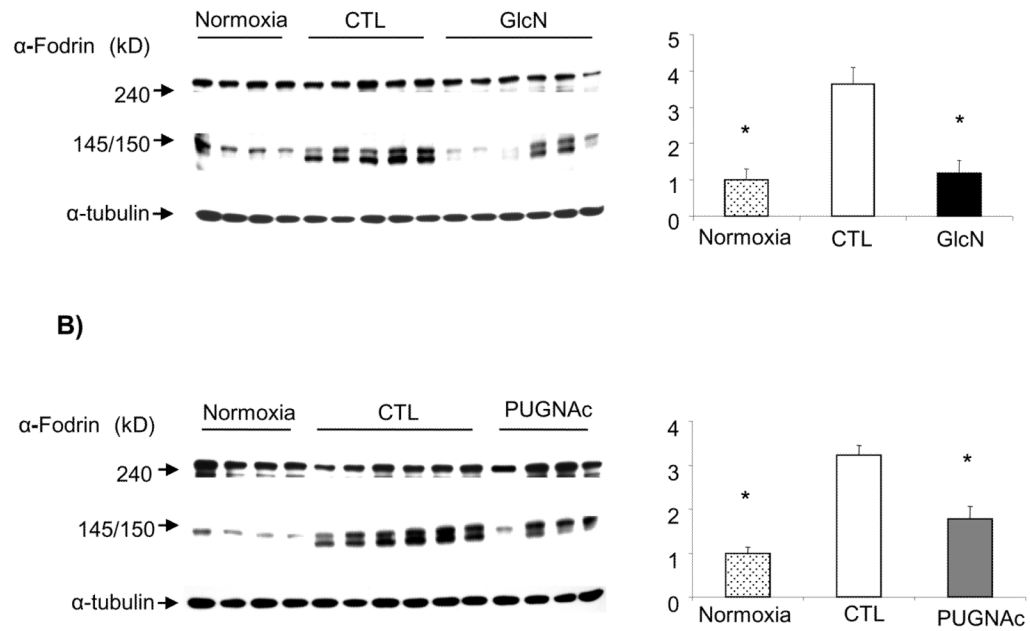 Normoxia CTL GlcN
α-Fodrin (kD)
240
145/150
α-tubulin
5
4
3
2
1
0
*
*
Normoxia CTL GlcN
B)
Normoxia CTL PUGNAc
α-Fodrin (kD)
240
145/150
α-tubulin
4
3
2
1
0
*
*
Normoxia CTL PUGNAc